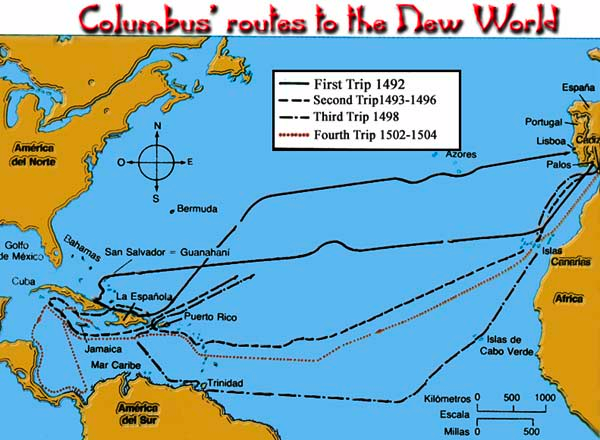 Columbus' routes to the New World
First Trip 1492
Second Trip1493-1496
Third Trip 1498
Fourth Trip 1502-1504
España
Portugal
Lisboa
Cádiz
Palos
Azores
América
del Norte
N
O
E
S
Bermuda
Golfo
de México
Bahamas
San Salvador = Guanahaní
Islas
Canarias
Cuba
La Española
Puerto Rico
África
Jamaica
Mar Caribe
Islas de
Cabo Verde
Trinidad
América
del Sur
Kilómetros
0 500 1000
Escala
Millas
0 500